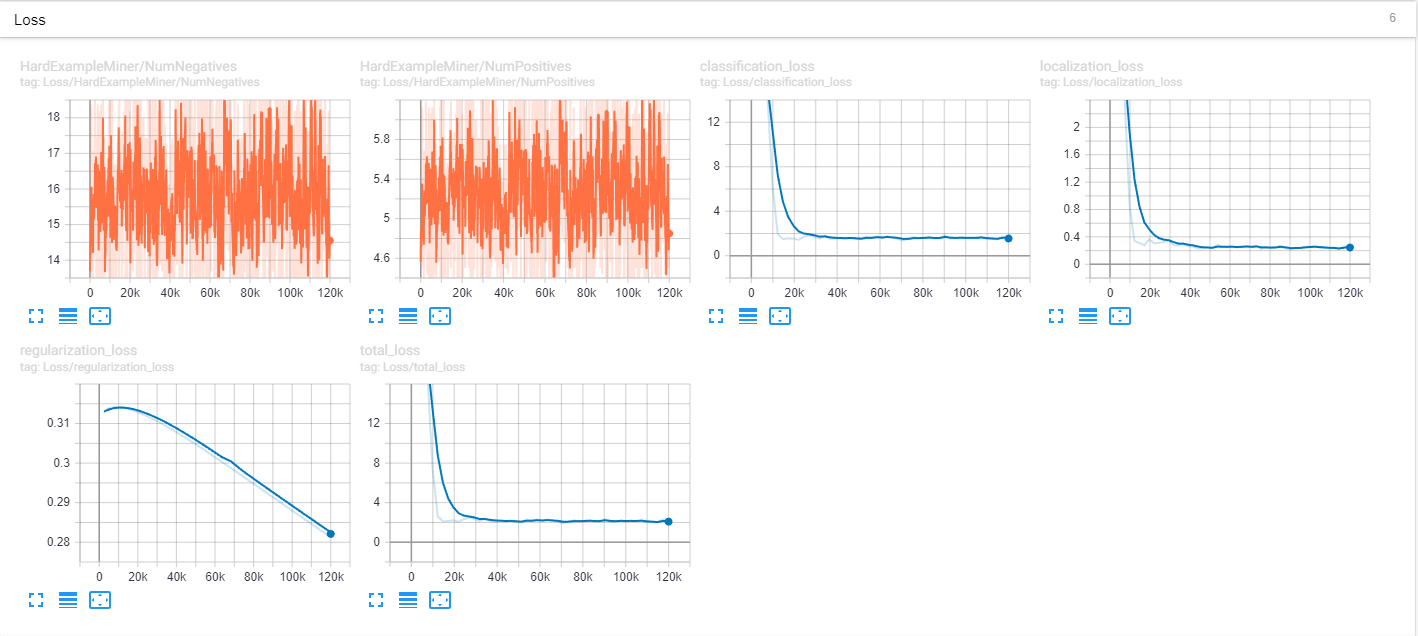 Loss
6
HardExampleMiner/NumNegatives
tag: Loss/HardExampleMiner/NumNegatives
18
17
16
15
14
0 20k 40k 60k 80k 100k 120k
HardExampleMiner/NumPositives
tag: Loss/HardExampleMiner/NumPositives
5.8
5.4
5
4.6
0 20k 40k 60k 80k 100k 120k
classification_loss
tag: Loss/classification_loss
12
8
4
0
0 20k 40k 60k 80k 100k 120k
localization_loss
tag: Loss/localization_loss
2
1.6
1.2
0.8
0.4
0
0 20k 40k 60k 80k 100k 120k
regularization_loss
tag: Loss/regularization_loss
0.31
0.3
0.29
0.28
0 20k 40k 60k 80k 100k 120k
total_loss
tag: Loss/total_loss
12
8
4
0
0 20k 40k 60k 80k 100k 120k